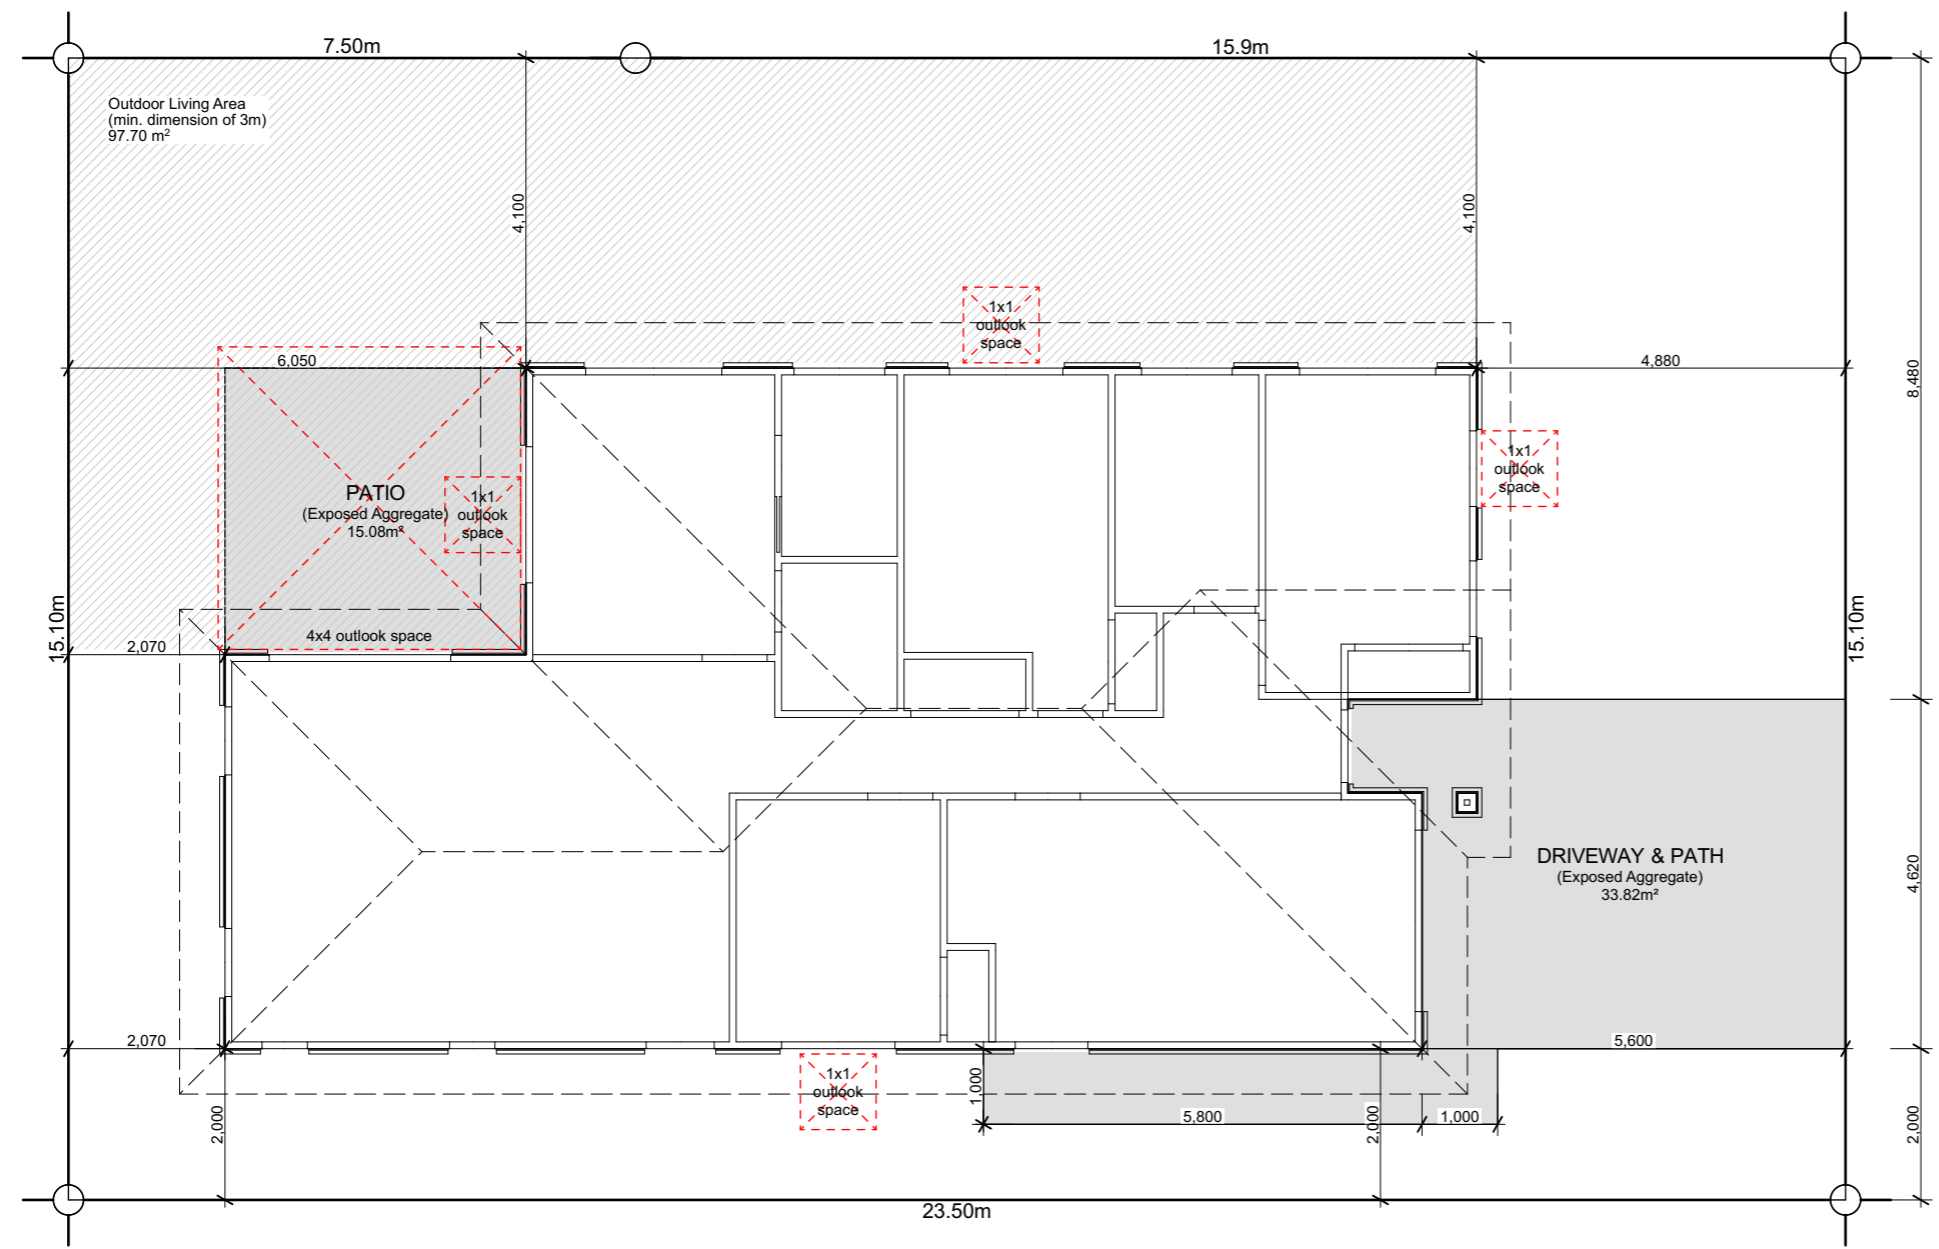 7.50m
15.9m
Outdoor Living Area
(min. dimension of 3m)
97.70 m²
4,100
4,100
1x1
outlook
space
6,050
4,880
8,480
1x1
outlook
space
PATIO
(Exposed Aggregate)
15.08m²
1x1
outlook
space
4x4 outlook space
15.10m
2,070
15.10m
DRIVEWAY & PATH
(Exposed Aggregate)
33.82m²
4,620
2,070
5,600
1x1
outlook
space
1,000
2,000
5,800
2,000
1,000
2,000
23.50m